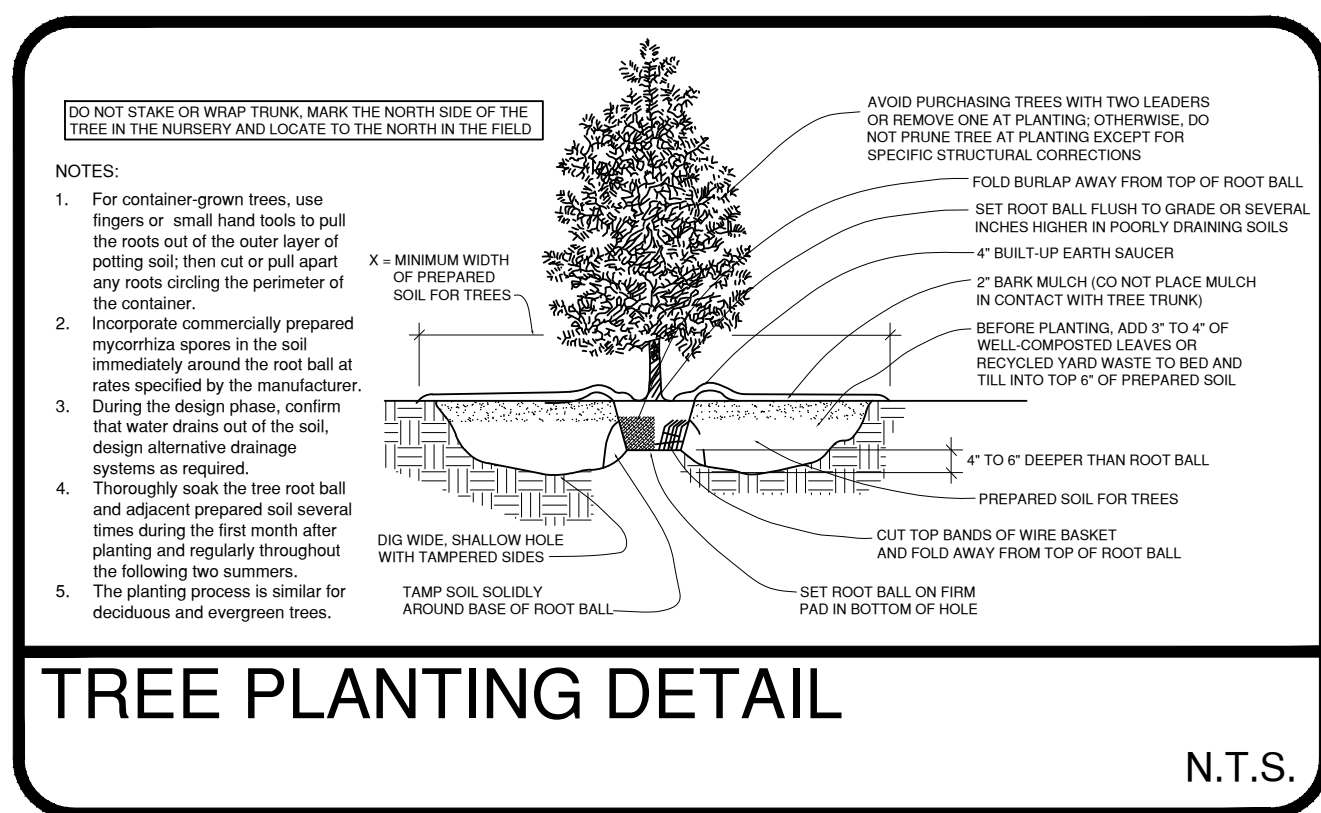 DO NOT STAKE OR WRAP TRUNK, MARK THE NORTH SIDE OF THE
TREE IN THE NURSERY AND LOCATE TO THE NORTH IN THE FIELD
NOTES:
1. For container-grown trees, use
fingers or small hand tools to pull
the roots out of the outer layer of
potting soil; then cut or pull apart
any roots circling the perimeter of
the container.
2. Incorporate commercially prepared
mycorrhiza spores in the soil
immediately around the root ball at
rates specified by the manufacturer.
3. During the design phase, confirm
that water drains out of the soil,
design alternative drainage
systems as required.
4. Thoroughly soak the tree root ball
and adjacent prepared soil several
times during the first month after
planting and regularly throughout
the following two summers.
5. The planting process is similar for
deciduous and evergreen trees.
X = MINIMUM WIDTH
OF PREPARED
SOIL FOR TREES
AVOID PURCHASING TREES WITH TWO LEADERS
OR REMOVE ONE AT PLANTING; OTHERWISE, DO
NOT PRUNE TREE AT PLANTING EXCEPT FOR
SPECIFIC STRUCTURAL CORRECTIONS
FOLD BURLAP AWAY FROM TOP OF ROOT BALL
SET ROOT BALL FLUSH TO GRADE OR SEVERAL
INCHES HIGHER IN POORLY DRAINING SOILS
4" BUILT-UP EARTH SAUCER
2" BARK MULCH (CO NOT PLACE MULCH
IN CONTACT WITH TREE TRUNK)
BEFORE PLANTING, ADD 3" TO 4" OF
WELL-COMPOSTED LEAVES OR
RECYCLED YARD WASTE TO BED AND
TILL INTO TOP 6" OF PREPARED SOIL
4" TO 6" DEEPER THAN ROOT BALL
PREPARED SOIL FOR TREES
CUT TOP BANDS OF WIRE BASKET
AND FOLD AWAY FROM TOP OF ROOT BALL
SET ROOT BALL ON FIRM
PAD IN BOTTOM OF HOLE
DIG WIDE, SHALLOW HOLE
WITH TAMPERED SIDES
TAMP SOIL SOLIDLY
AROUND BASE OF ROOT BALL
TREE PLANTING DETAIL
N.T.S.